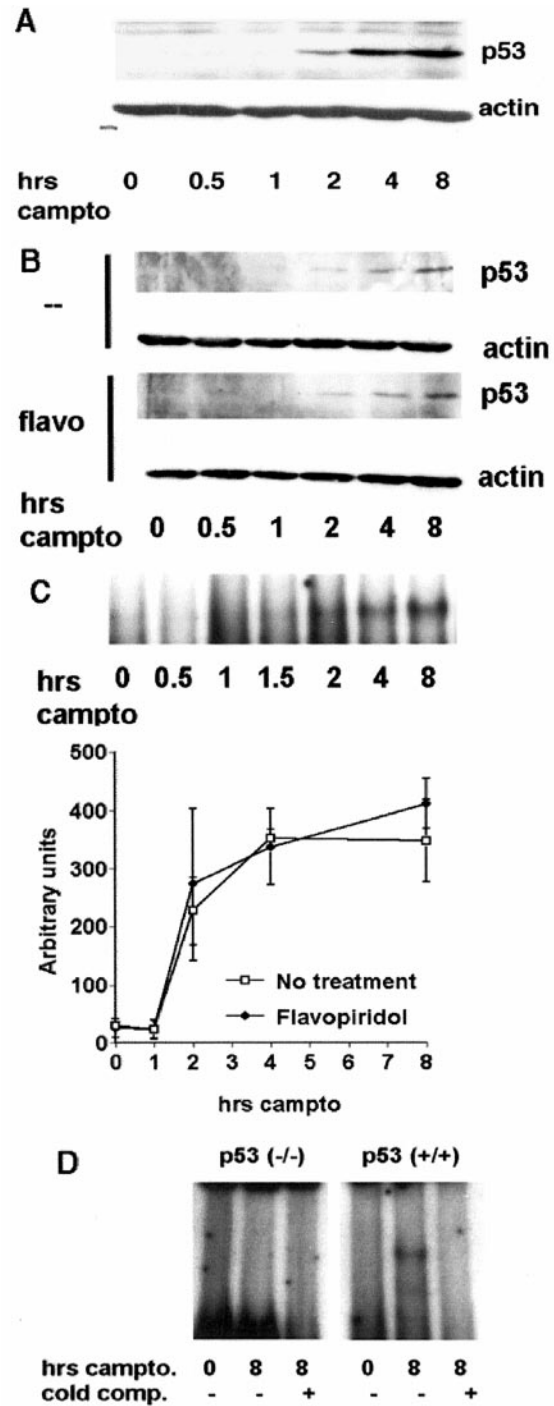 A
p53
actin
hrs 0 0.5 1 2 4 8
campto
B
p53
--
actin
p53
flavo
actin
hrs
campto 0 0.5 1 2 4 8
C
hrs 0 0.5 1 1.5 2 4 8
campto
500
400
300
200
100
0
Arbitrary units
No treatment
Flavopiridol
0 1 2 3 4 5 6 7 8
hrs campto
D
p53 (-/-) p53 (+/+)
hrs campto. 0 8 8 0 8 8
cold comp. - - + - - +